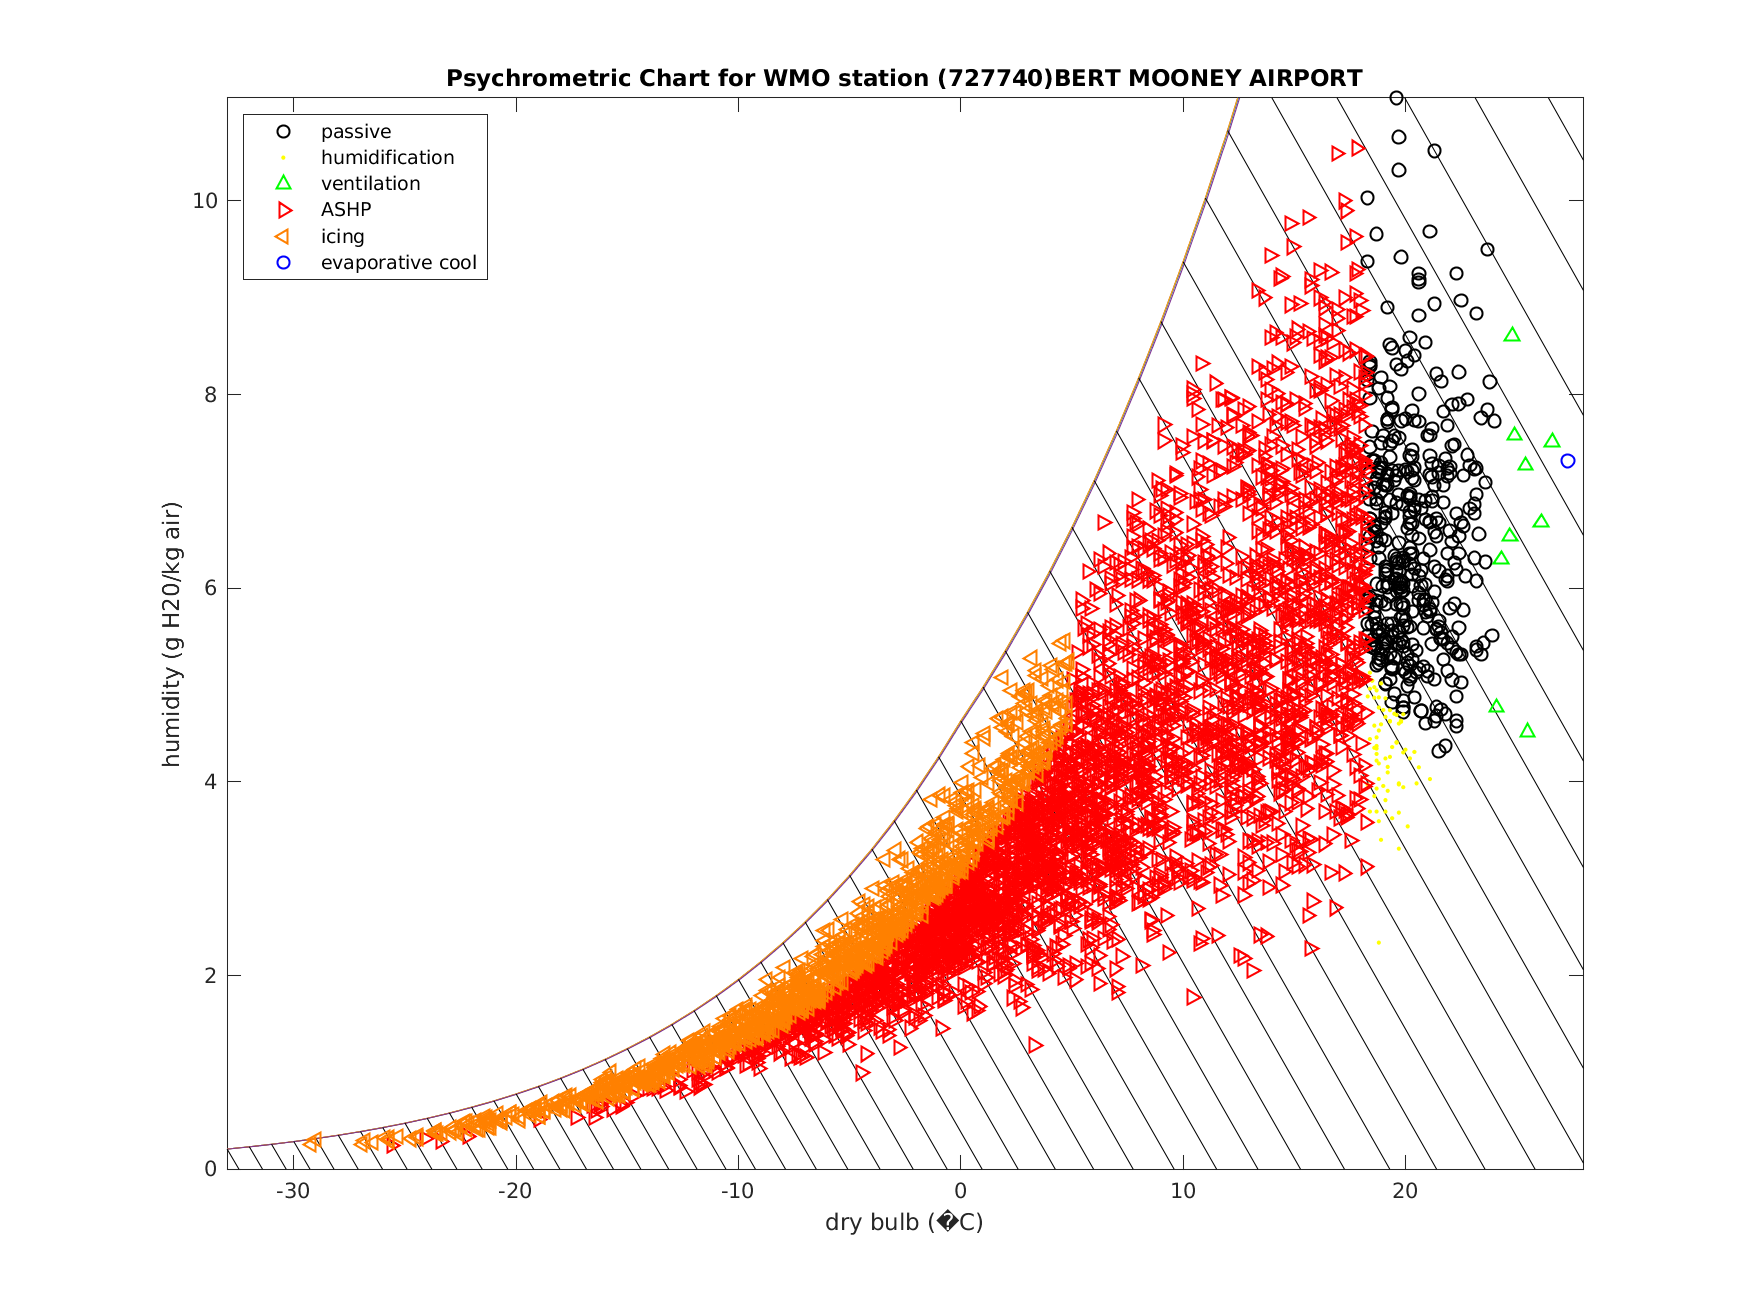 Psychrometric Chart for WMO station (727740)BERT MOONEY AIRPORT
passive
humidification
ventilation
ASHP
icing
evaporative cool
humidity (g H20/kg air)
10
8
6
4
2
0
-30 -20 -10 0 10 20
dry bulb (�C)